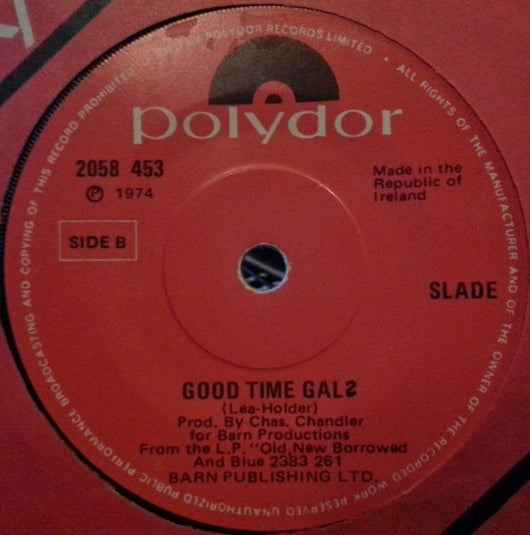 POLYDOR RECORDS LIMITED • ALL RIGHTS OF THE MANUFACTURER AND OF THE OWNER OF THE RECORDED WORK RESERVED UNAUTHORIZED PUBLIC PERFORMANCE BROADCASTING AND COPYING OF THIS RECORD PROHIBITED •
polydor
2058 453
℗ 1974
Made in the
Republic of
Ireland
SIDE B
SLADE
GOOD TIME GALS
(Lea-Holder)
Prod. By Chas. Chandler
for Barn Productions
From the L.P. "Old New Borrowed
And Blue 2383 261
BARN PUBLISHING LTD.